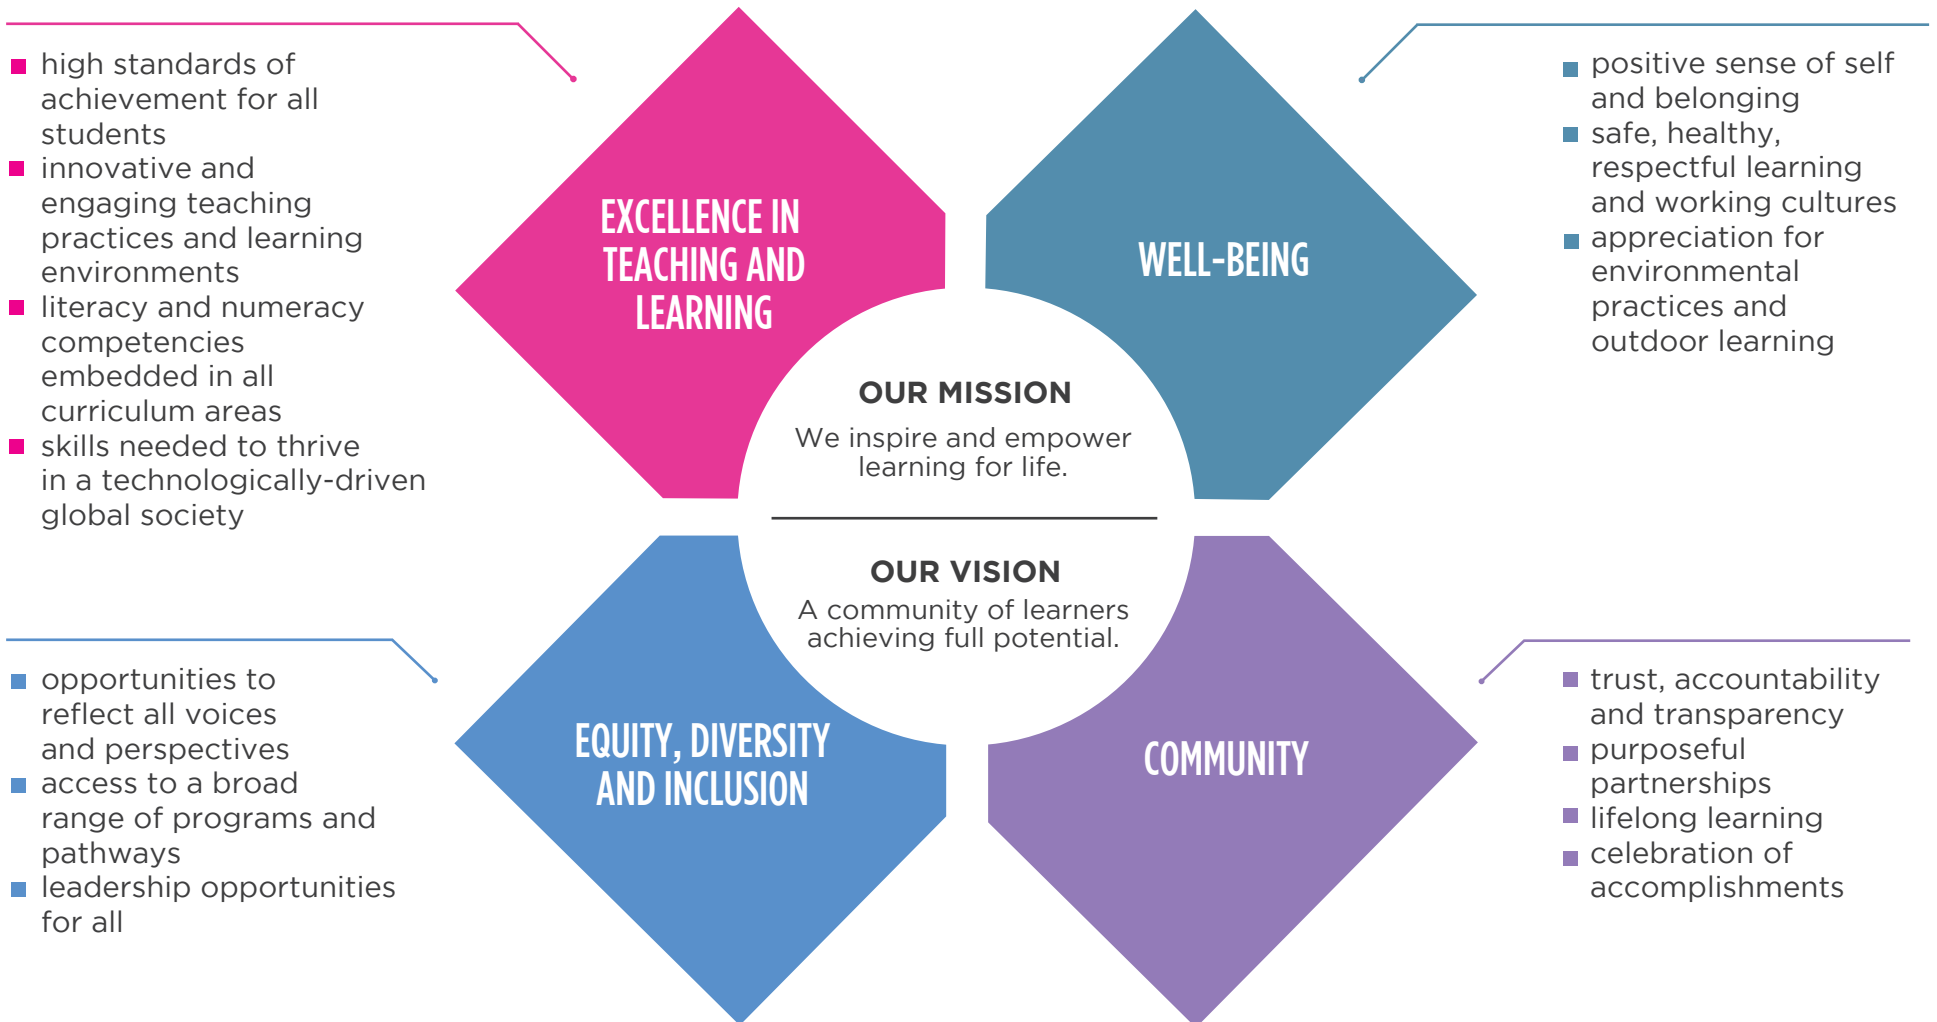 high standards of
achievement for all
students
innovative and
engaging teaching
practices and learning
environments
literacy and numeracy
competencies
embedded in all
curriculum areas
skills needed to thrive
in a technologically-driven
global society
EXCELLENCE IN
TEACHING AND
LEARNING
WELL-BEING
positive sense of self
and belonging
safe, healthy,
respectful learning
and working cultures
appreciation for
environmental
practices and
outdoor learning
OUR MISSION
We inspire and empower
learning for life.
OUR VISION
A community of learners
achieving full potential.
opportunities to
reflect all voices
and perspectives
access to a broad
range of programs and
pathways
leadership opportunities
for all
EQUITY, DIVERSITY
AND INCLUSION
COMMUNITY
trust, accountability
and transparency
purposeful
partnerships
lifelong learning
celebration of
accomplishments